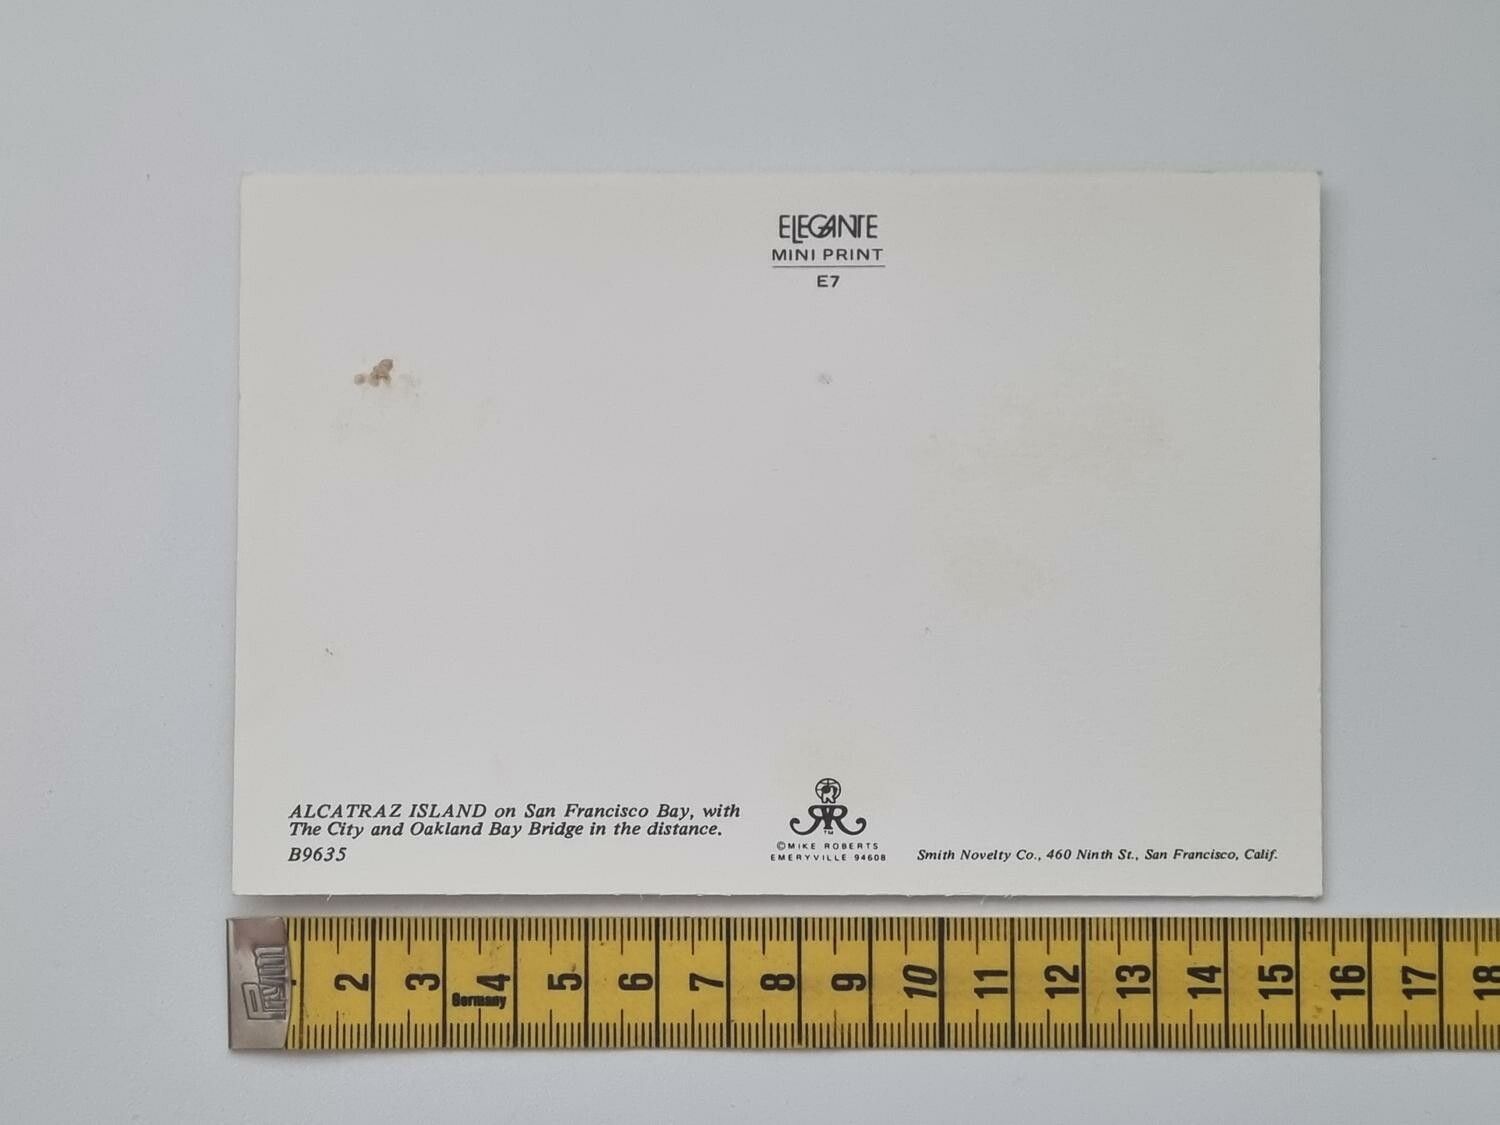 ELEGANTE
MINI PRINT
E7
ALCATRAZ ISLAND on San Francisco Bay, with
The City and Oakland Bay Bridge in the distance.
B9635
TM
©MIKE ROBERTS
EMERYVILLE 94608
Smith Novelty Co., 460 Ninth St., San Francisco, Calif.
Prym
2 3 4 5 6 7 8 9 10 11 12 13 14 15 16 17 18
Germany